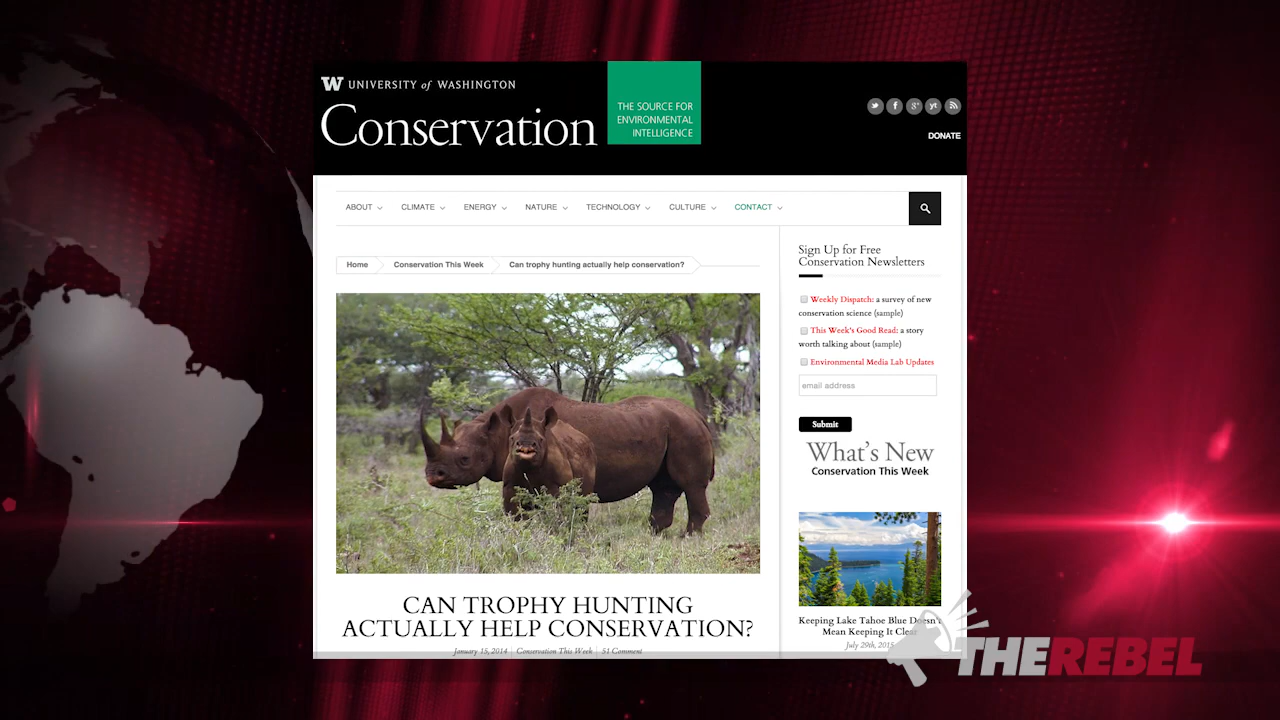 W UNIVERSITY of WASHINGTON
Conservation
THE SOURCE FOR
ENVIRONMENTAL
INTELLIGENCE
DONATE
ABOUT CLIMATE ENERGY NATURE TECHNOLOGY CULTURE CONTACT
Home Conservation This Week Can trophy hunting actually help conservation?
CAN TROPHY HUNTING
ACTUALLY HELP CONSERVATION?
January 15, 2014 Conservation This Week 51 Comment
Sign Up for Free
Conservation Newsletters
Weekly Dispatch: a survey of new
conservation science (sample)
This Week's Good Read: a story
worth talking about (sample)
Environmental Media Lab Updates
email address
Submit
What's New
Conservation This Week
Keeping Lake Tahoe Blue Doesn't
Mean Keeping It Clear
July 29th, 2015
THEREBEL